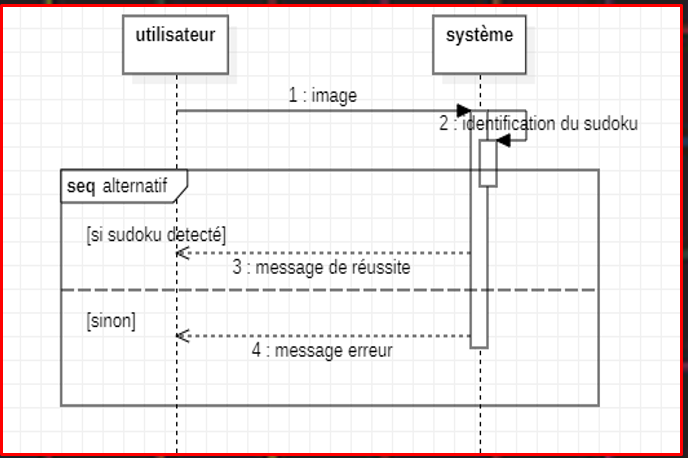 utilisateur
système
1 : image
2 : identification du sudoku
seq alternatif
[si sudoku detecté]
3 : message de réussite
[sinon]
4 : message erreur